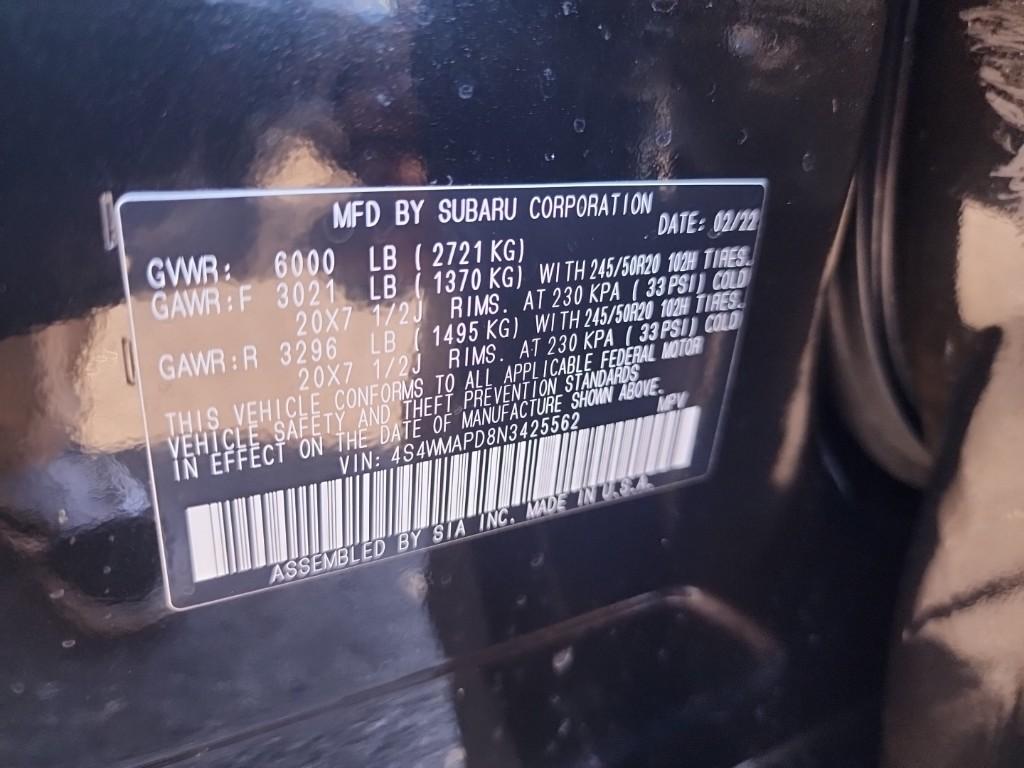 MFD BY SUBARU CORPORATION
DATE: 02/22
GVWR: 6000 LB ( 2721 KG)
GAWR:F 3021 LB ( 1370 KG) WITH 245/50R20 102H TIRES.
20X7 1/2J RIMS. AT 230 KPA ( 33 PSI) COLD
GAWR:R 3296 LB ( 1495 KG) WITH 245/50R20 102H TIRES.
20X7 1/2J RIMS. AT 230 KPA ( 33 PSI) COLD
THIS VEHICLE CONFORMS TO ALL APPLICABLE FEDERAL MOTOR
VEHICLE SAFETY AND THEFT PREVENTION STANDARDS
IN EFFECT ON THE DATE OF MANUFACTURE SHOWN ABOVE.
VIN: 4S4WMAPD8N3425562 MPV
ASSEMBLED BY SIA INC. MADE IN U.S.A.